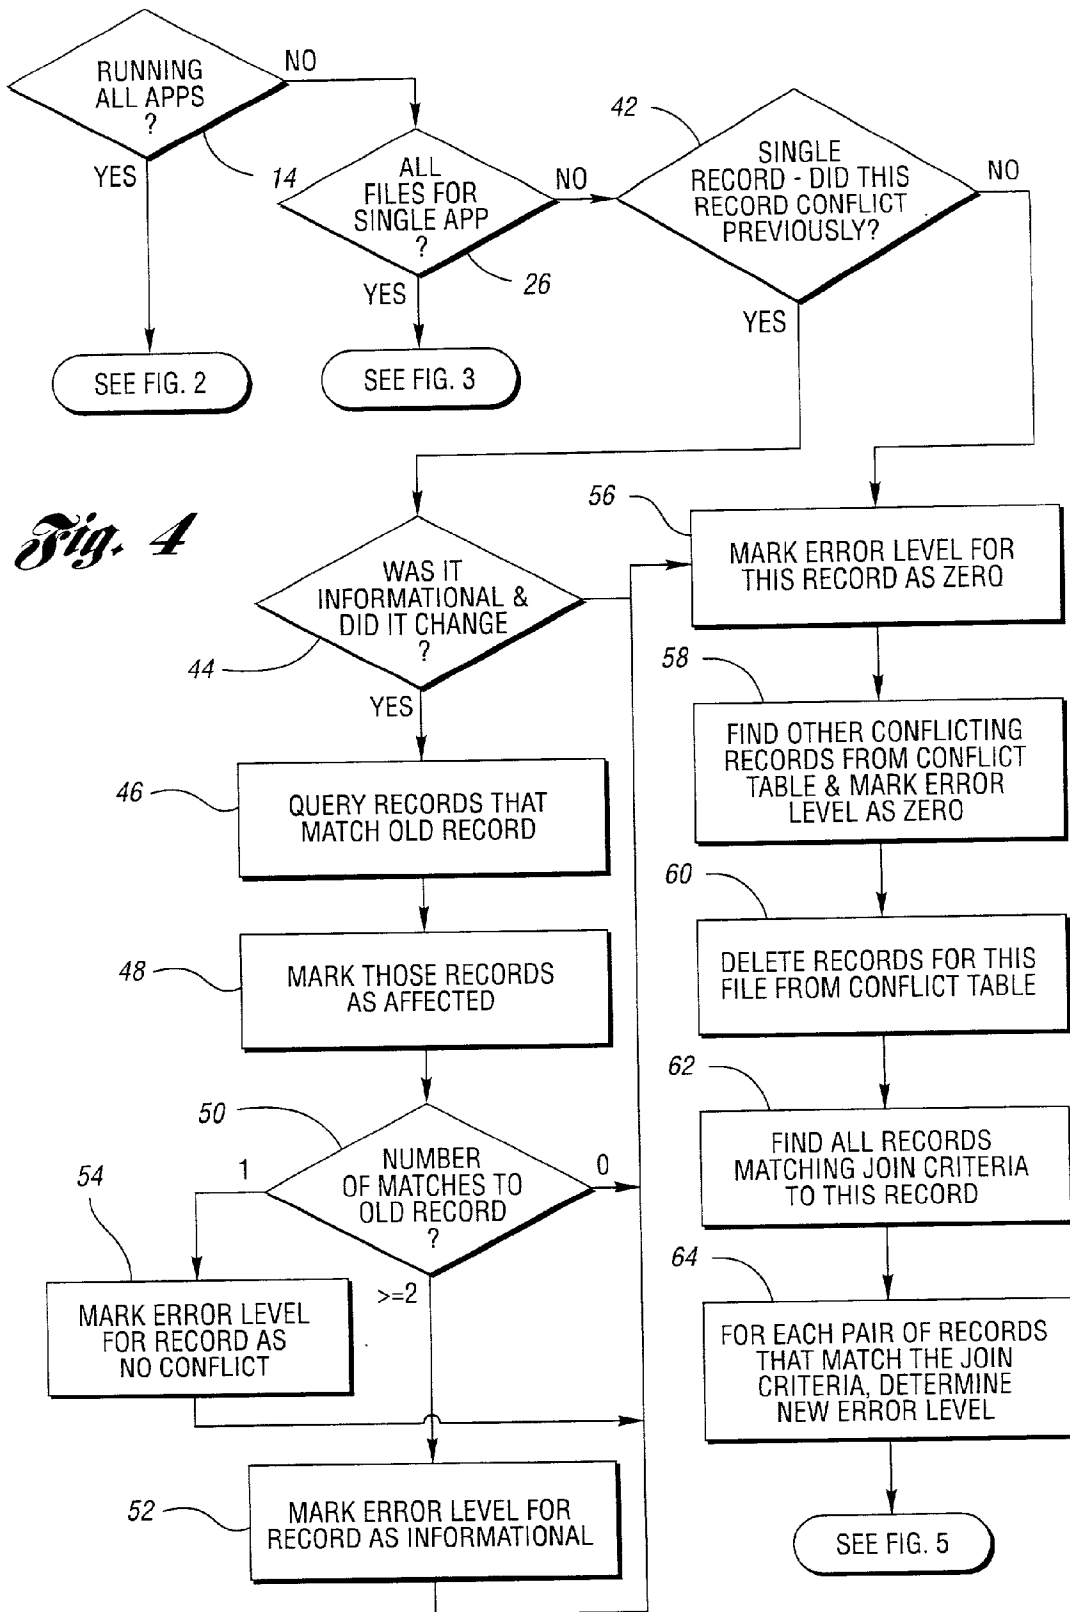 RUNNING
ALL APPS
?
NO
YES
14
ALL
FILES FOR
SINGLE APP
?
NO
YES
26
42
SINGLE
RECORD - DID THIS
RECORD CONFLICT
PREVIOUSLY?
NO
YES
SEE FIG. 2
SEE FIG. 3
Fig. 4
WAS IT
INFORMATIONAL &
DID IT CHANGE
?
44
YES
46
QUERY RECORDS THAT
MATCH OLD RECORD
48
MARK THOSE RECORDS
AS AFFECTED
50
NUMBER
OF MATCHES TO
OLD RECORD
?
1
0
>=2
54
MARK ERROR LEVEL
FOR RECORD AS
NO CONFLICT
52
MARK ERROR LEVEL FOR
RECORD AS INFORMATIONAL
56
MARK ERROR LEVEL FOR
THIS RECORD AS ZERO
58
FIND OTHER CONFLICTING
RECORDS FROM CONFLICT
TABLE & MARK ERROR
LEVEL AS ZERO
60
DELETE RECORDS FOR THIS
FILE FROM CONFLICT TABLE
62
FIND ALL RECORDS
MATCHING JOIN CRITERIA
TO THIS RECORD
64
FOR EACH PAIR OF RECORDS
THAT MATCH THE JOIN
CRITERIA, DETERMINE
NEW ERROR LEVEL
SEE FIG. 5